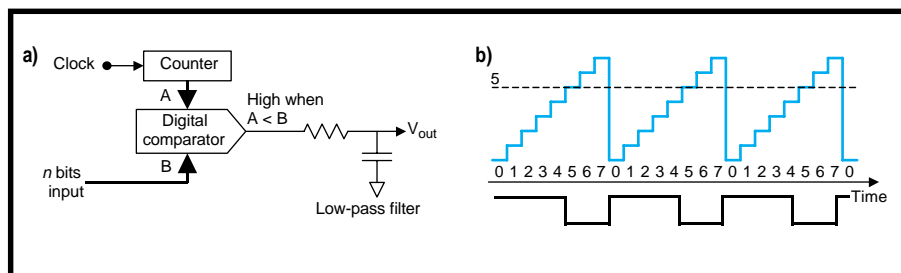 a)
Clock
Counter
A
Digital
comparator
High when
A < B
Vout
B
n bits
input
Low-pass filter
b)
5
0 1 2 3 4 5 6 7 0 1 2 3 4 5 6 7 0 1 2 3 4 5 6 7 0
Time